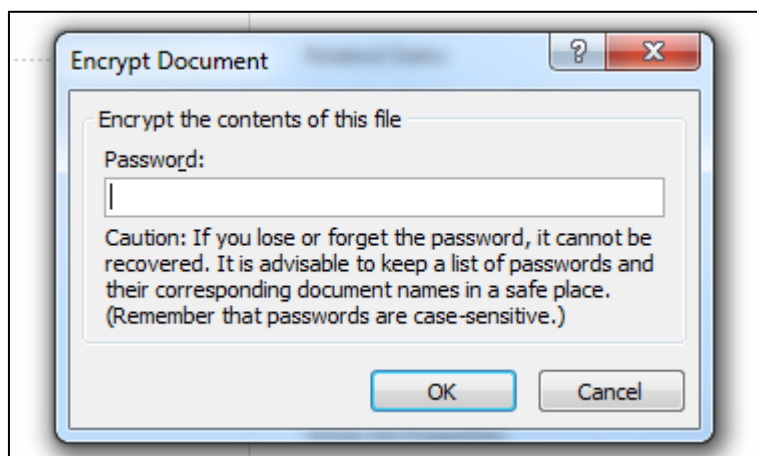 Encrypt Document
Encrypt the contents of this file
Password:
Caution: If you lose or forget the password, it cannot be
recovered. It is advisable to keep a list of passwords and
their corresponding document names in a safe place.
(Remember that passwords are case-sensitive.)
OK
Cancel